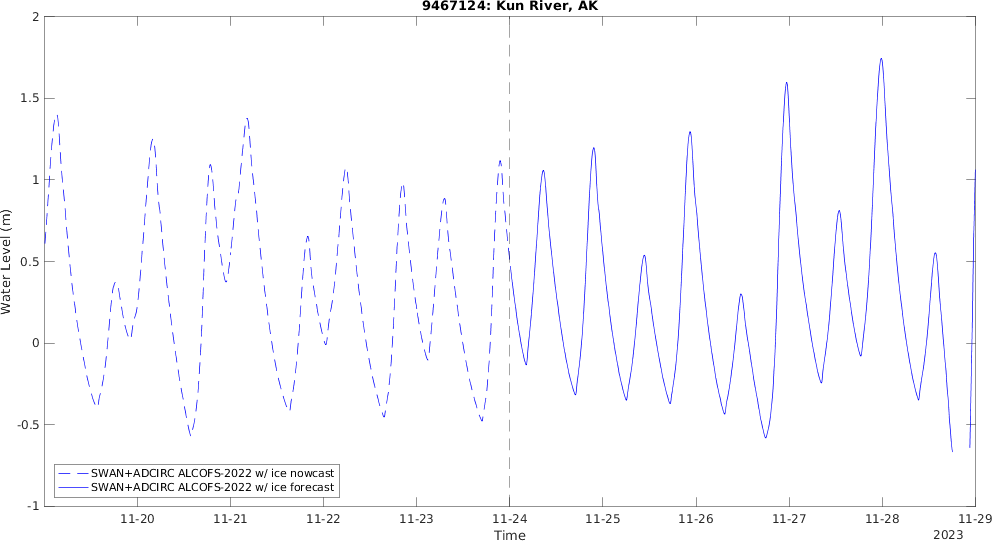 9467124: Kun River, AK
2
1.5
1
0.5
0
-0.5
-1
Water Level (m)
SWAN+ADCIRC ALCOFS-2022 w/ ice nowcast
SWAN+ADCIRC ALCOFS-2022 w/ ice forecast
11-20 11-21 11-22 11-23 11-24 11-25 11-26 11-27 11-28 11-29
2023
Time